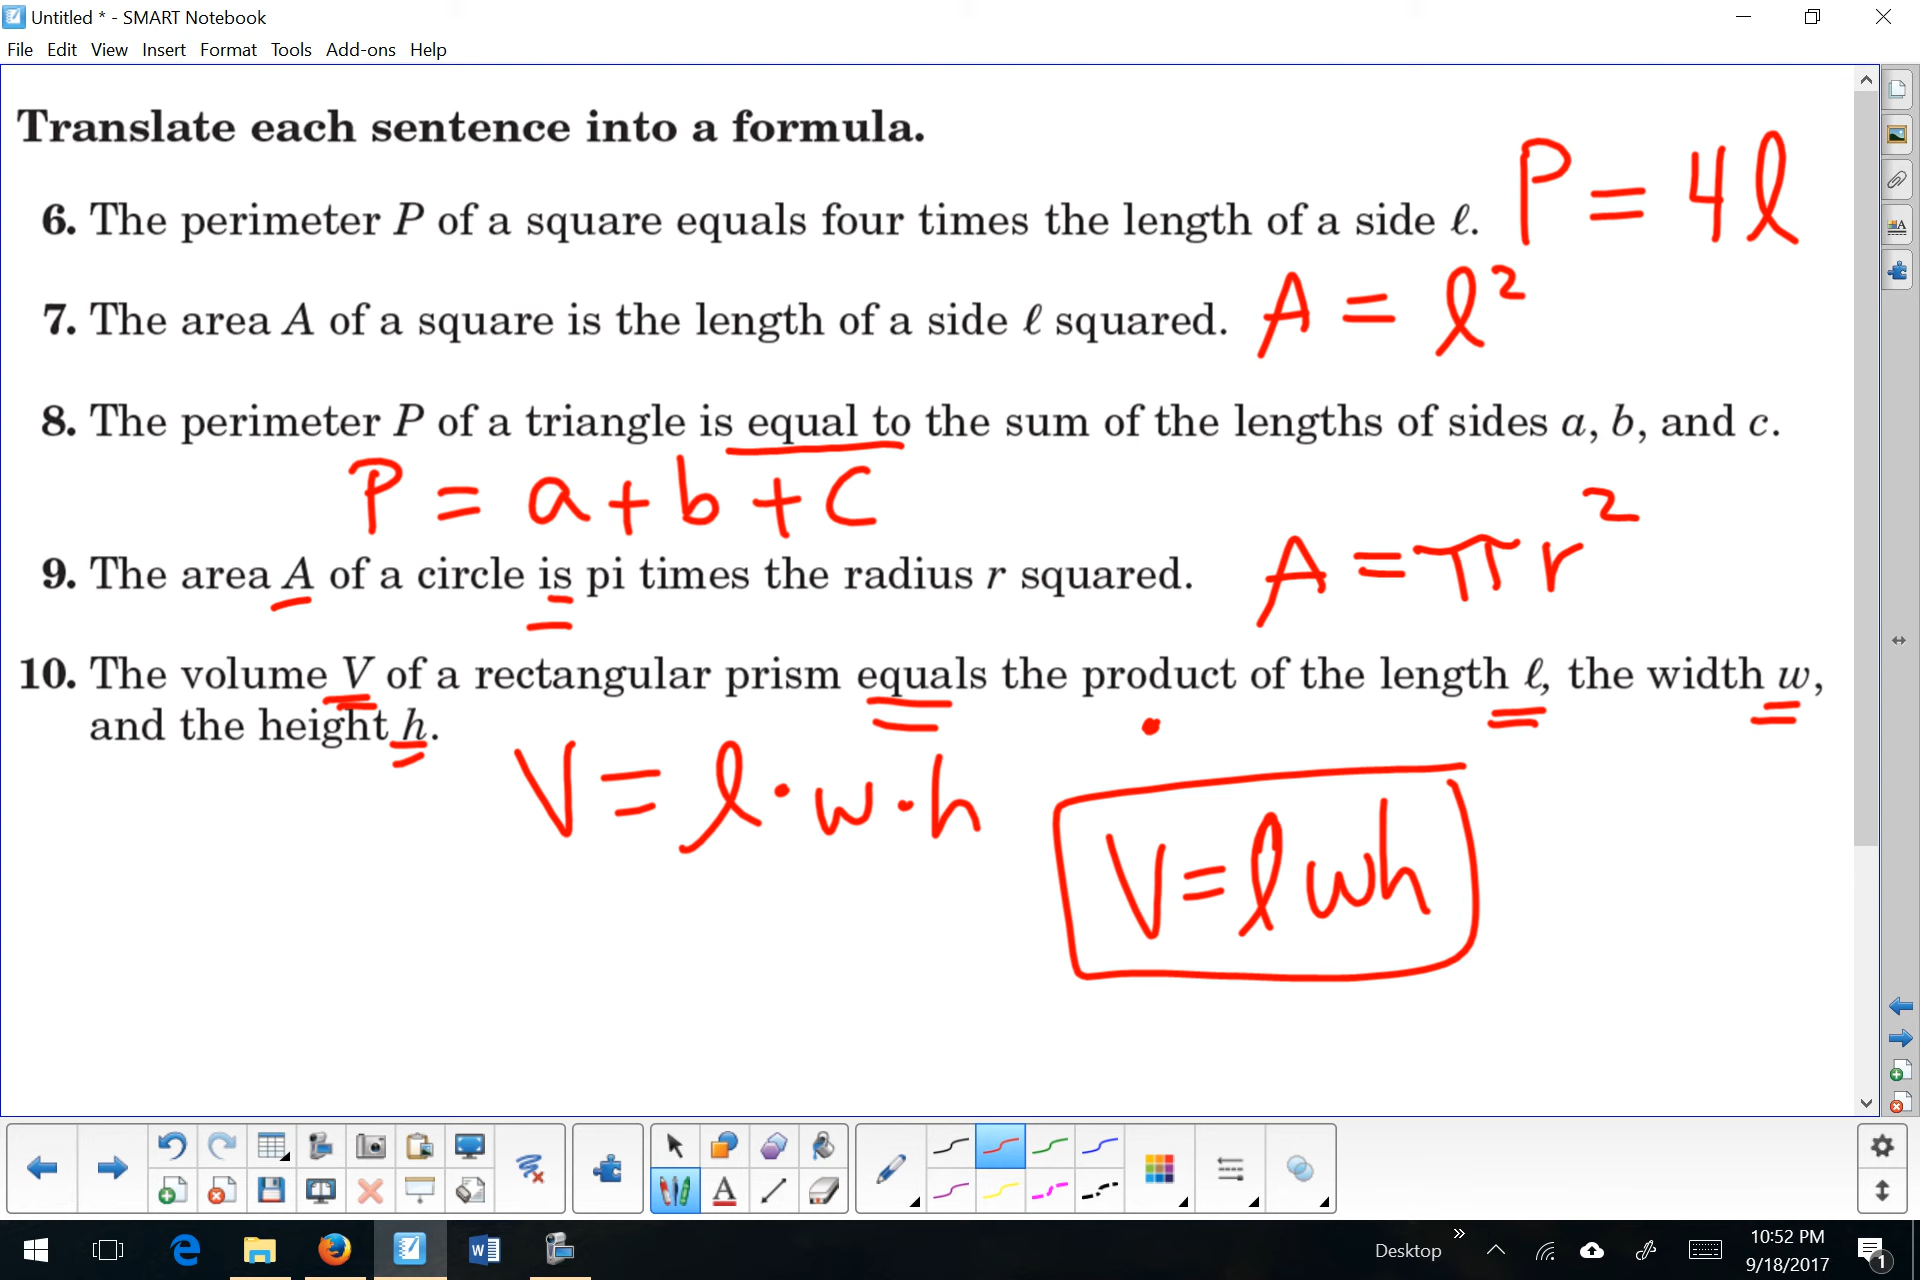 Untitled * - SMART Notebook
File Edit View Insert Format Tools Add-ons Help
Translate each sentence into a formula.
6. The perimeter P of a square equals four times the length of a side ℓ. P = 4ℓ
7. The area A of a square is the length of a side ℓ squared. A = ℓ²
8. The perimeter P of a triangle is equal to the sum of the lengths of sides a, b, and c.
P = a + b + c
9. The area A of a circle is pi times the radius r squared. A = πr²
10. The volume V of a rectangular prism equals the product of the length ℓ, the width w,
and the height h.
V = ℓ · w · h
V = ℓwh
Desktop
10:52 PM
9/18/2017
1